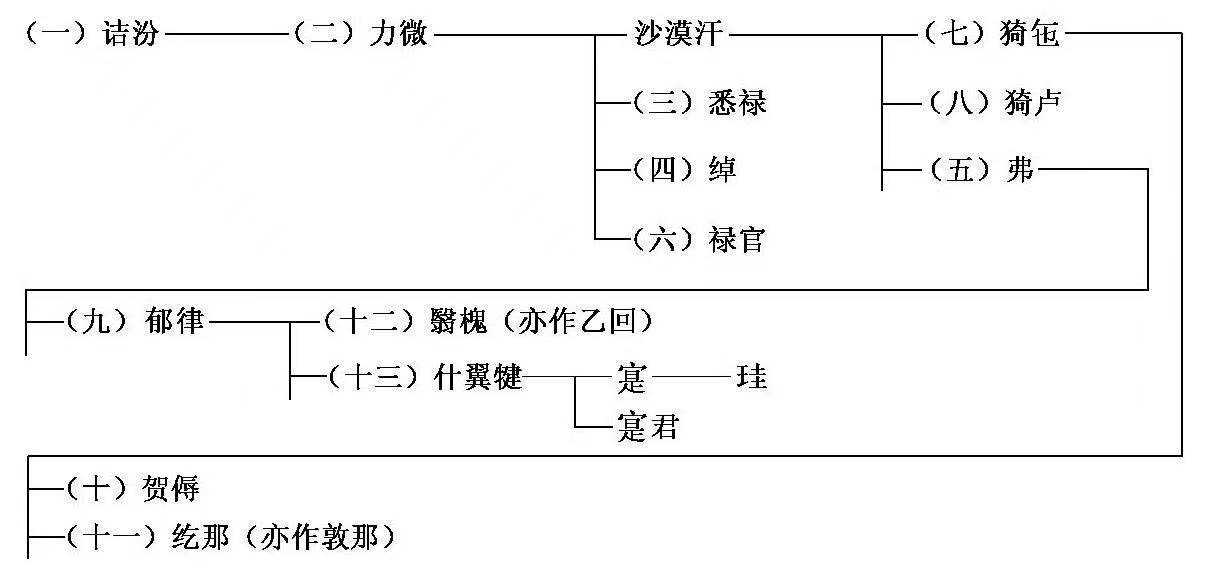 （一）诘汾 （二）力微 沙漠汗 （七）猗㐌
（三）悉禄 （八）猗卢
（四）绰 （五）弗
（六）禄官
（九）郁律 （十二）翳槐（亦作乙回）
（十三）什翼犍 寔 珪
寔君
（十）贺傉
（十一）纥那（亦作敦那）